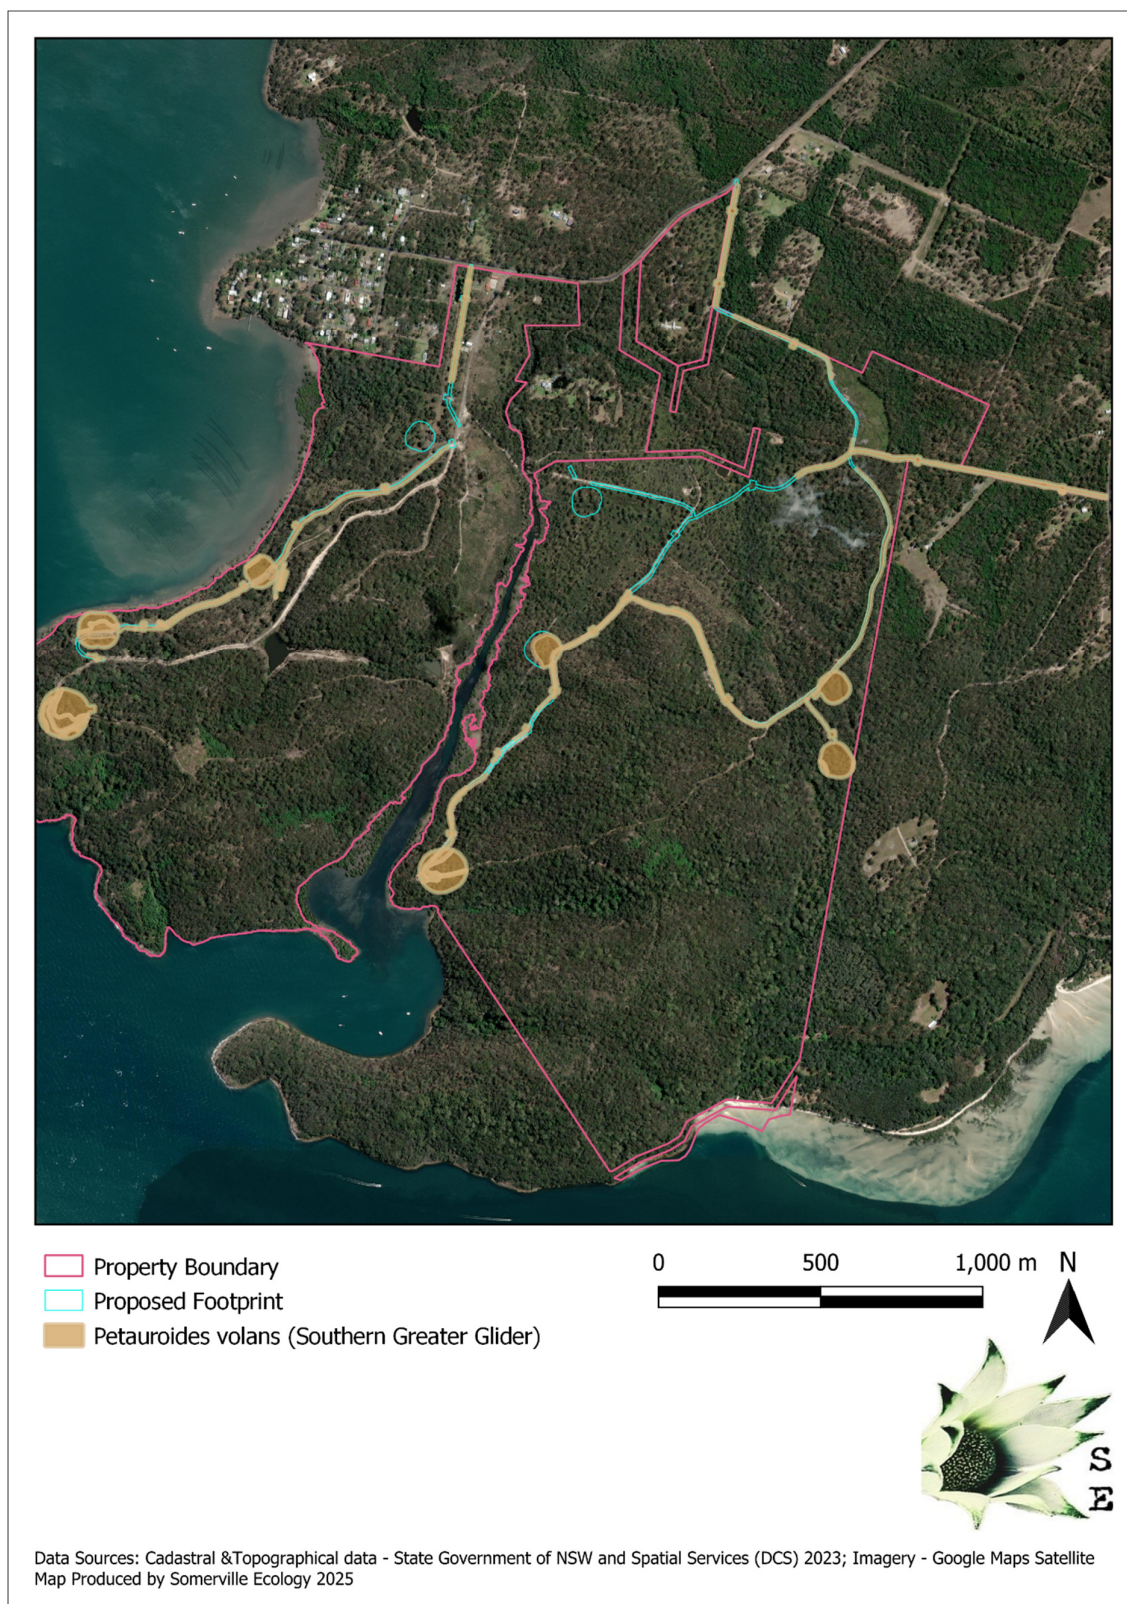 Property Boundary
Proposed Footprint
Petauroides volans (Southern Greater Glider)
0 500 1,000 m
N
S
E
Data Sources: Cadastral &Topographical data - State Government of NSW and Spatial Services (DCS) 2023; Imagery - Google Maps Satellite
Map Produced by Somerville Ecology 2025